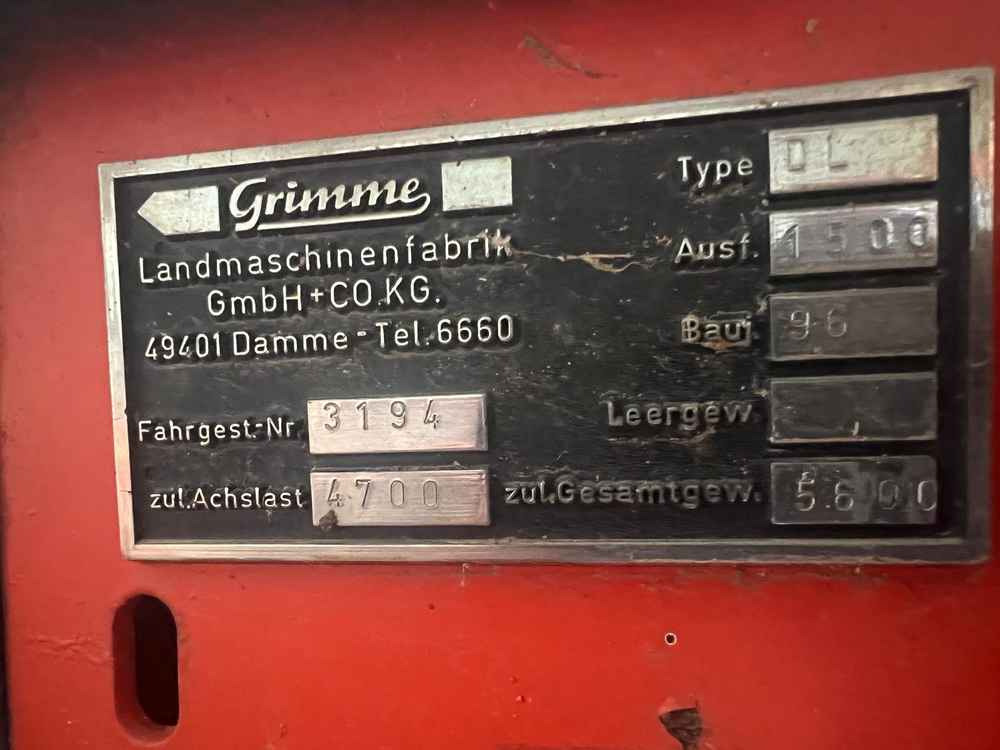 Grimme
Landmaschinenfabrik
GmbH+CO.KG.
49401 Damme-Tel.6660
Fahrgest.-Nr. 3194
zul.Achslast 4700
Type DL
Ausf. 1500
Bauj. 96
Leergew.
zul.Gesamtgew. 5600